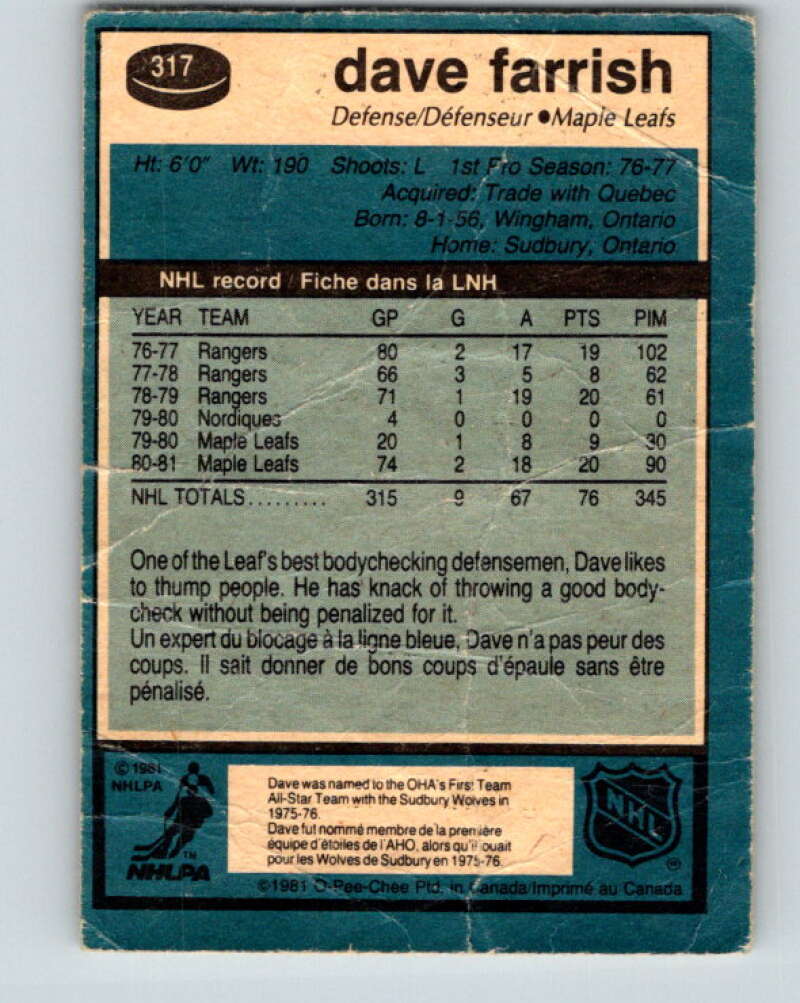 317
dave farrish
Defense/Défenseur ●Maple Leafs
Ht: 6'0" Wt: 190 Shoots: L 1st Pro Season: 76-77
Acquired: Trade with Quebec
Born: 8-1-56, Wingham, Ontario
Home: Sudbury, Ontario
NHL record / Fiche dans la LNH
YEAR TEAM GP G A PTS PIM
76-77 Rangers 80 2 17 19 102
77-78 Rangers 66 3 5 8 62
78-79 Rangers 71 1 19 20 61
79-80 Nordiques 4 0 0 0 0
79-80 Maple Leafs 20 1 8 9 30
80-81 Maple Leafs 74 2 18 20 90
NHL TOTALS......... 315 9 67 76 345
One of the Leaf's best bodychecking defensemen, Dave likes
to thump people. He has knack of throwing a good body-
check without being penalized for it.
Un expert du blocage à la ligne bleue, Dave n'a pas peur des
coups. Il sait donner de bons coups d'épaule sans être
pénalisé.
© 1981
NHLPA
TM
NHLPA
Dave was named to the OHA's First Team
All-Star Team with the Sudbury Wolves in
1975-76.
Dave fut nommé membre de la première
équipe d'étoiles de l'AHO, alors qu'il jouait
pour les Wolves de Sudbury en 1975-76.
NHL
®
©1981 O-Pee-Chee Ptd. in Canada/Imprimé au Canada